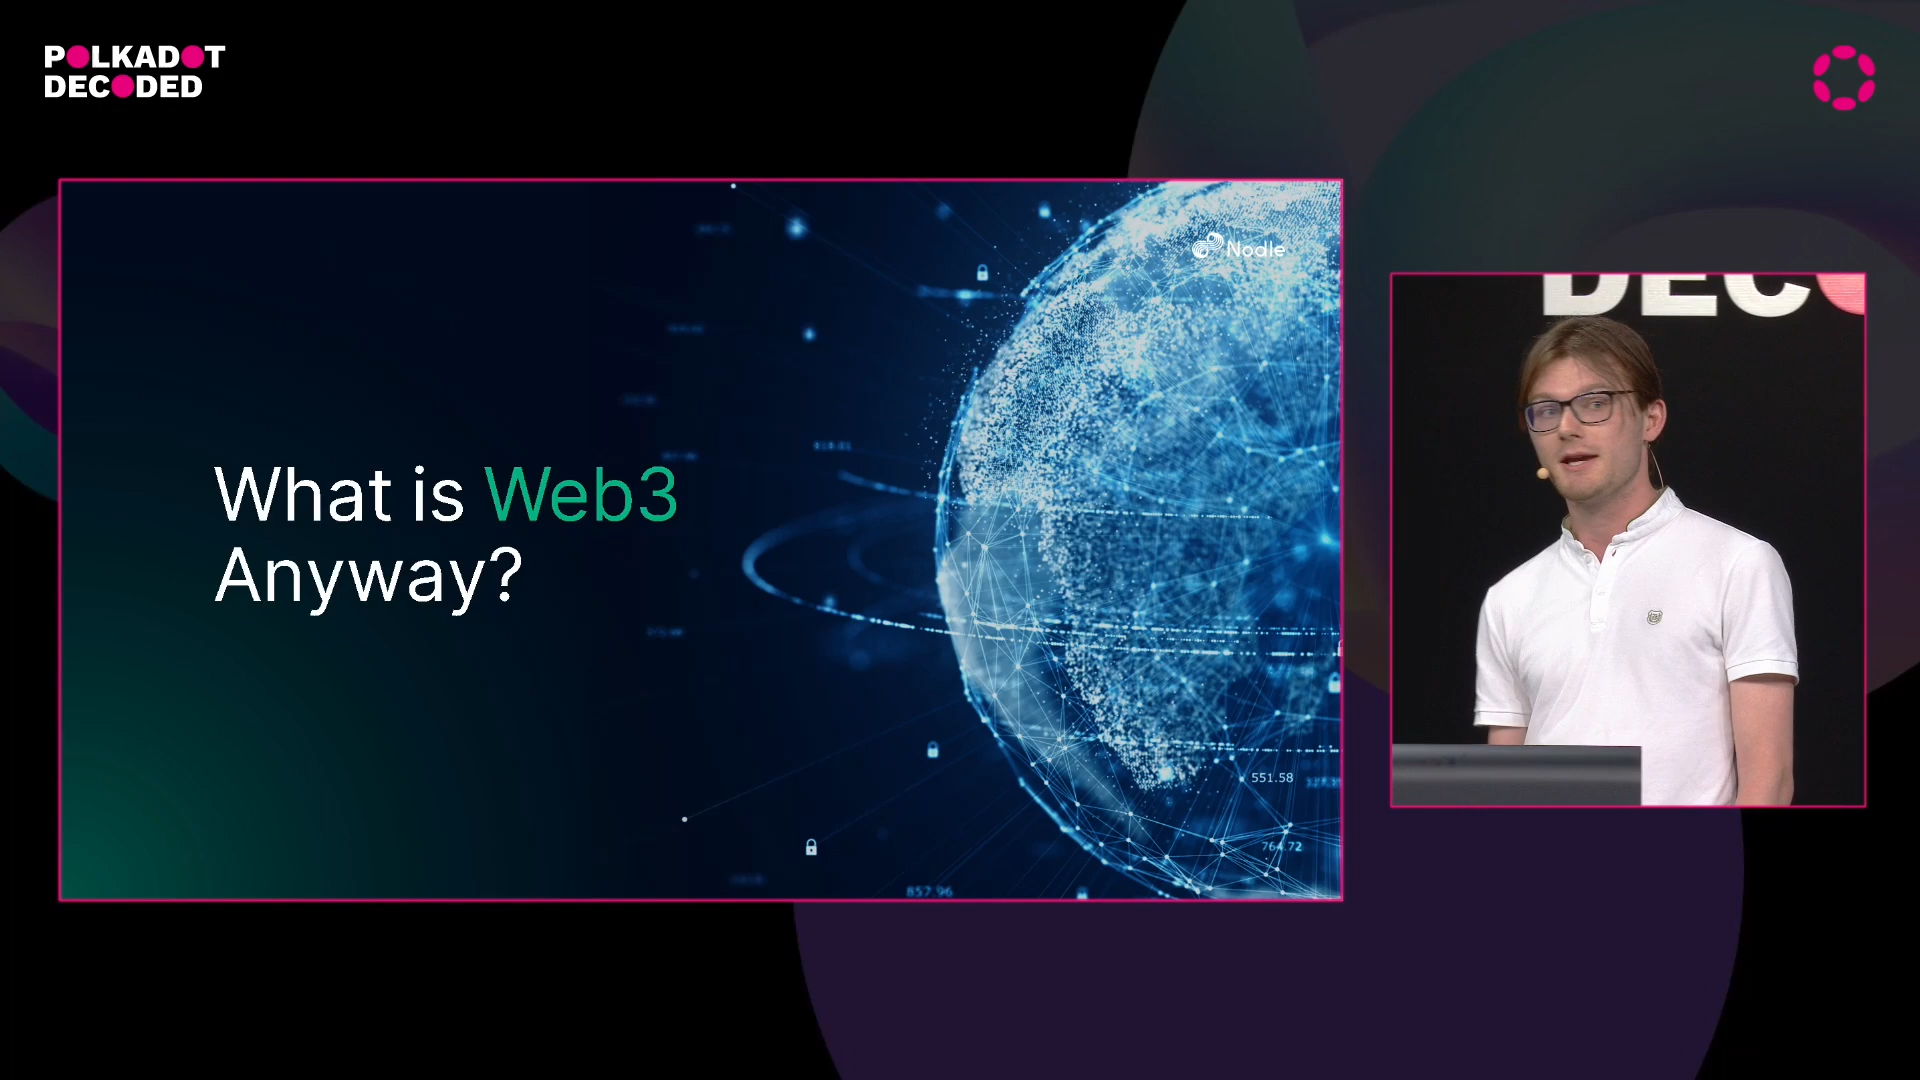 POLKADOT
DECODED
Nodle
What is Web3
Anyway?
551.58
764.72
857.96
DEC